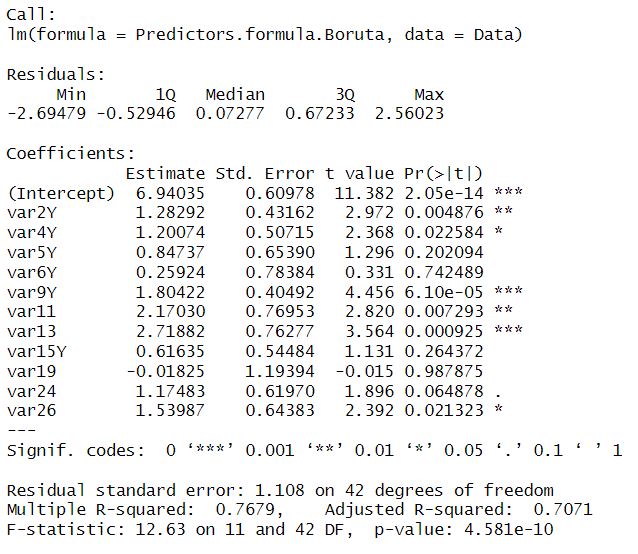 Call:
lm(formula = Predictors.formula.Boruta, data = Data)
Residuals:
     Min       1Q   Median       3Q      Max
-2.69479 -0.52946  0.07277  0.67233  2.56023
Coefficients:
            Estimate Std. Error t value Pr(>|t|)
(Intercept)  6.94035    0.60978  11.382 2.05e-14 ***
var2Y        1.28292    0.43162   2.972 0.004876 **
var4Y        1.20074    0.50715   2.368 0.022584 *
var5Y        0.84737    0.65390   1.296 0.202094
var6Y        0.25924    0.78384   0.331 0.742489
var9Y        1.80422    0.40492   4.456 6.10e-05 ***
var11        2.17030    0.76953   2.820 0.007293 **
var13        2.71882    0.76277   3.564 0.000925 ***
var15Y       0.61635    0.54484   1.131 0.264372
var19       -0.01825    1.19394  -0.015 0.987875
var24        1.17483    0.61970   1.896 0.064878 .
var26        1.53987    0.64383   2.392 0.021323 *
---
Signif. codes:  0 ‘***’ 0.001 ‘**’ 0.01 ‘*’ 0.05 ‘.’ 0.1 ‘ ’ 1
Residual standard error: 1.108 on 42 degrees of freedom
Multiple R-squared:  0.7679,    Adjusted R-squared:  0.7071
F-statistic: 12.63 on 11 and 42 DF,  p-value: 4.581e-10